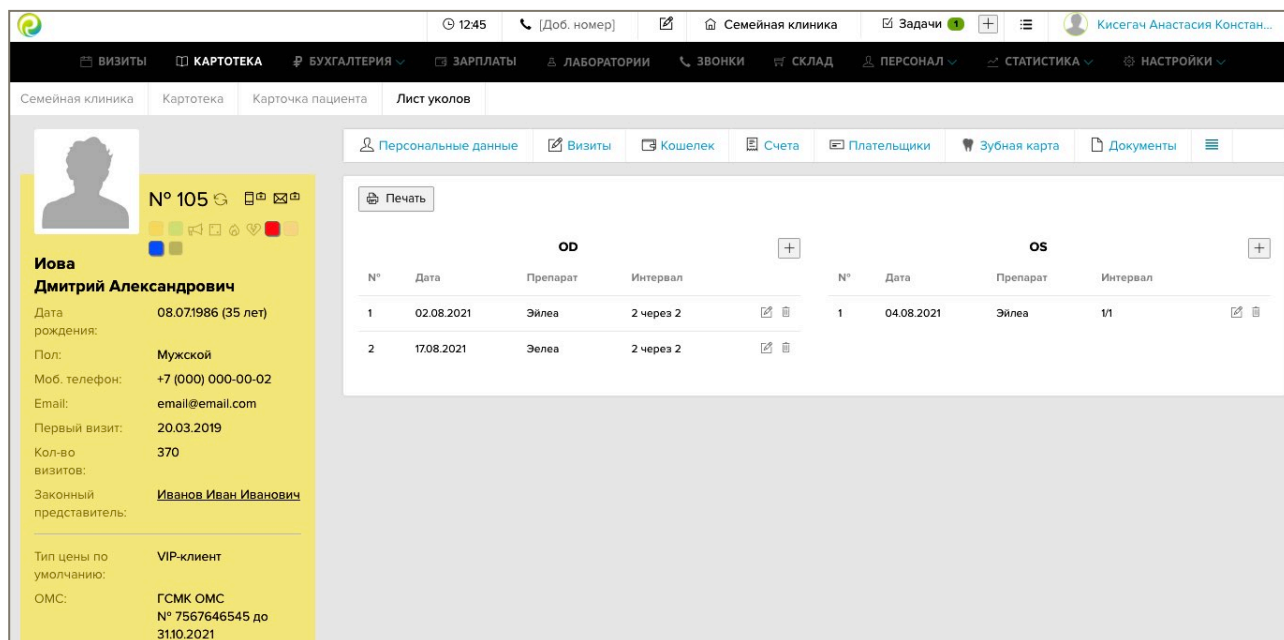 12:45 [Доб. номер] Семейная клиника Задачи 1 + Кисегач Анастасия Констан...
ВИЗИТЫ КАРТОТЕКА БУХГАЛТЕРИЯ ЗАРПЛАТЫ ЛАБОРАТОРИИ ЗВОНКИ СКЛАД ПЕРСОНАЛ СТАТИСТИКА НАСТРОЙКИ
Семейная клиника Картотека Карточка пациента Лист уколов
Персональные данные Визиты Кошелек Счета Плательщики Зубная карта Документы
№ 105
Иова
Дмитрий Александрович
Дата рождения: 08.07.1986 (35 лет)
Пол: Мужской
Моб. телефон: +7 (000) 000-00-02
Email: email@email.com
Первый визит: 20.03.2019
Кол-во визитов: 370
Законный представитель: Иванов Иван Иванович
Тип цены по умолчанию: VIP-клиент
ОМС: ГСМК ОМС
№ 7567646545 до
31.10.2021
Печать
OD +
№ Дата Препарат Интервал
1 02.08.2021 Эйлеа 2 через 2
2 17.08.2021 Эелеа 2 через 2
OS +
№ Дата Препарат Интервал
1 04.08.2021 Эйлеа 1/1